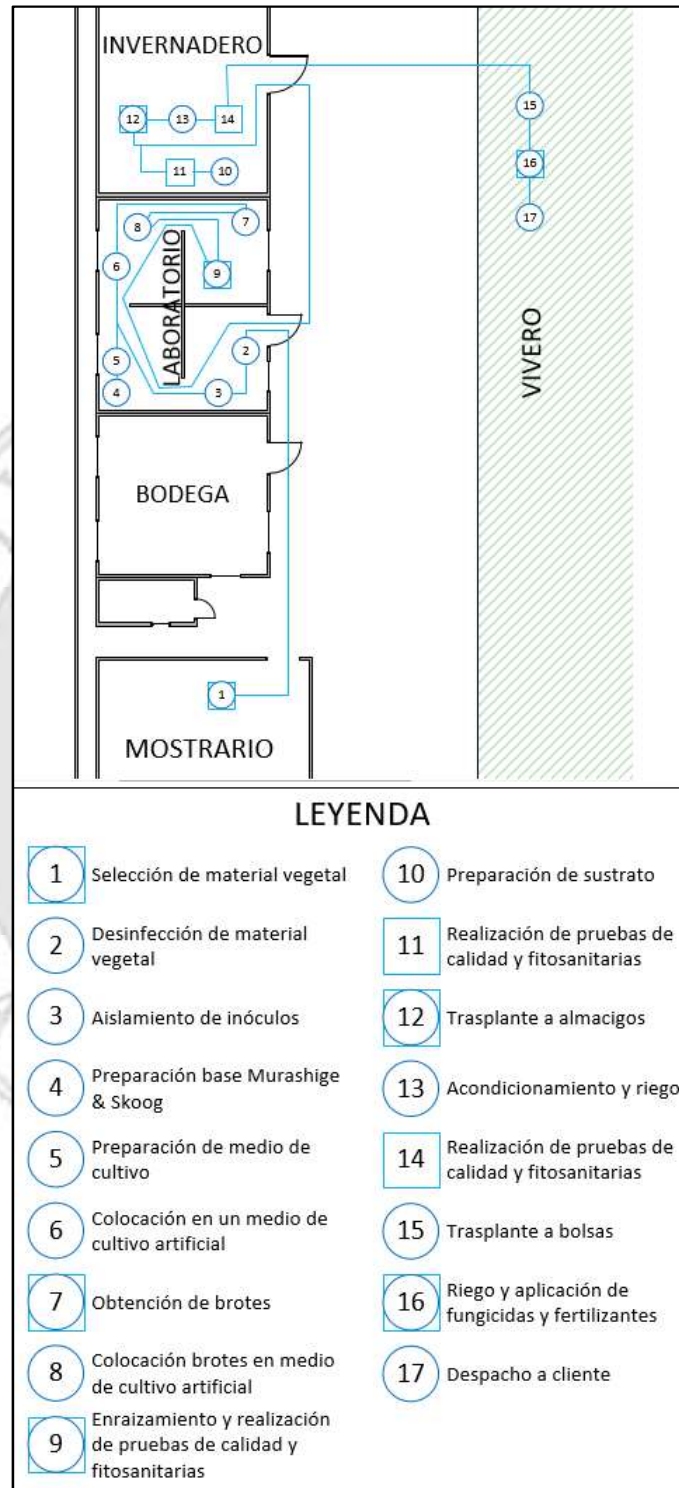 INVERNADERO
12
13
14
11
10
15
16
17
8
7
6
9
LABORATORIO
2
5
4
3
VIVERO
BODEGA
1
MOSTRARIO
LEYENDA
1 Selección de material vegetal
2 Desinfección de material
vegetal
3 Aislamiento de inóculos
4 Preparación base Murashige
& Skoog
5 Preparación de medio de
cultivo
6 Colocación en un medio de
cultivo artificial
7 Obtención de brotes
8 Colocación brotes en medio
de cultivo artificial
9 Enraizamiento y realización
de pruebas de calidad y
fitosanitarias
10 Preparación de sustrato
11 Realización de pruebas de
calidad y fitosanitarias
12 Trasplante a almacigos
13 Acondicionamiento y riego
14 Realización de pruebas de
calidad y fitosanitarias
15 Trasplante a bolsas
16 Riego y aplicación de
fungicidas y fertilizantes
17 Despacho a cliente